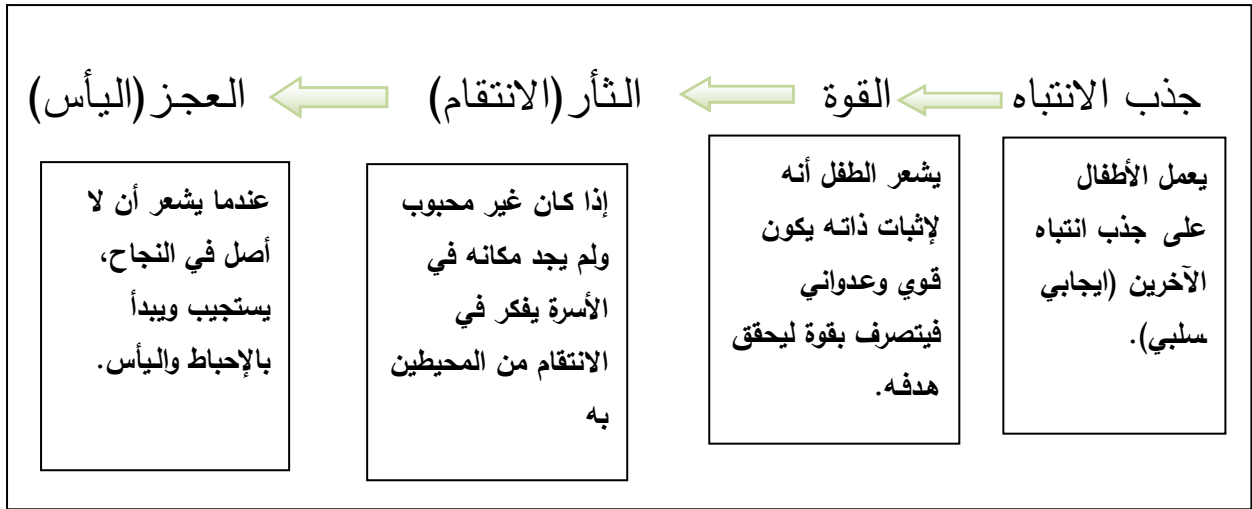 جذب الانتباه القوة الثأر(الانتقام) العجز(اليأس)
يعمل الأطفال
على جذب انتباه
الآخرين (ايجابي
سلبي).
يشعر الطفل أنه
لإثبات ذاته يكون
قوي وعدواني
فيتصرف بقوة ليحقق
هدفه.
إذا كان غير محبوب
ولم يجد مكانه في
الأسرة يفكر في
الانتقام من المحيطين
به
عندما يشعر أن لا
أصل في النجاح،
يستجيب ويبدأ
بالإحباط واليأس.